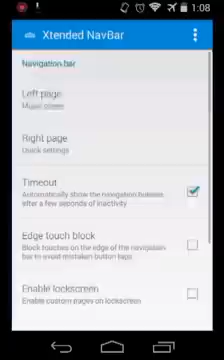 1:08
Xtended NavBar
Navigation bar
Left page
Music screen
Right page
Quick settings
Timeout
Automatically show the navigation buttons
after a few seconds of inactivity
Edge touch block
Block touches on the edge of the navigation
bar to avoid mistaken button taps
Enable lockscreen
Enable custom pages on lockscreen